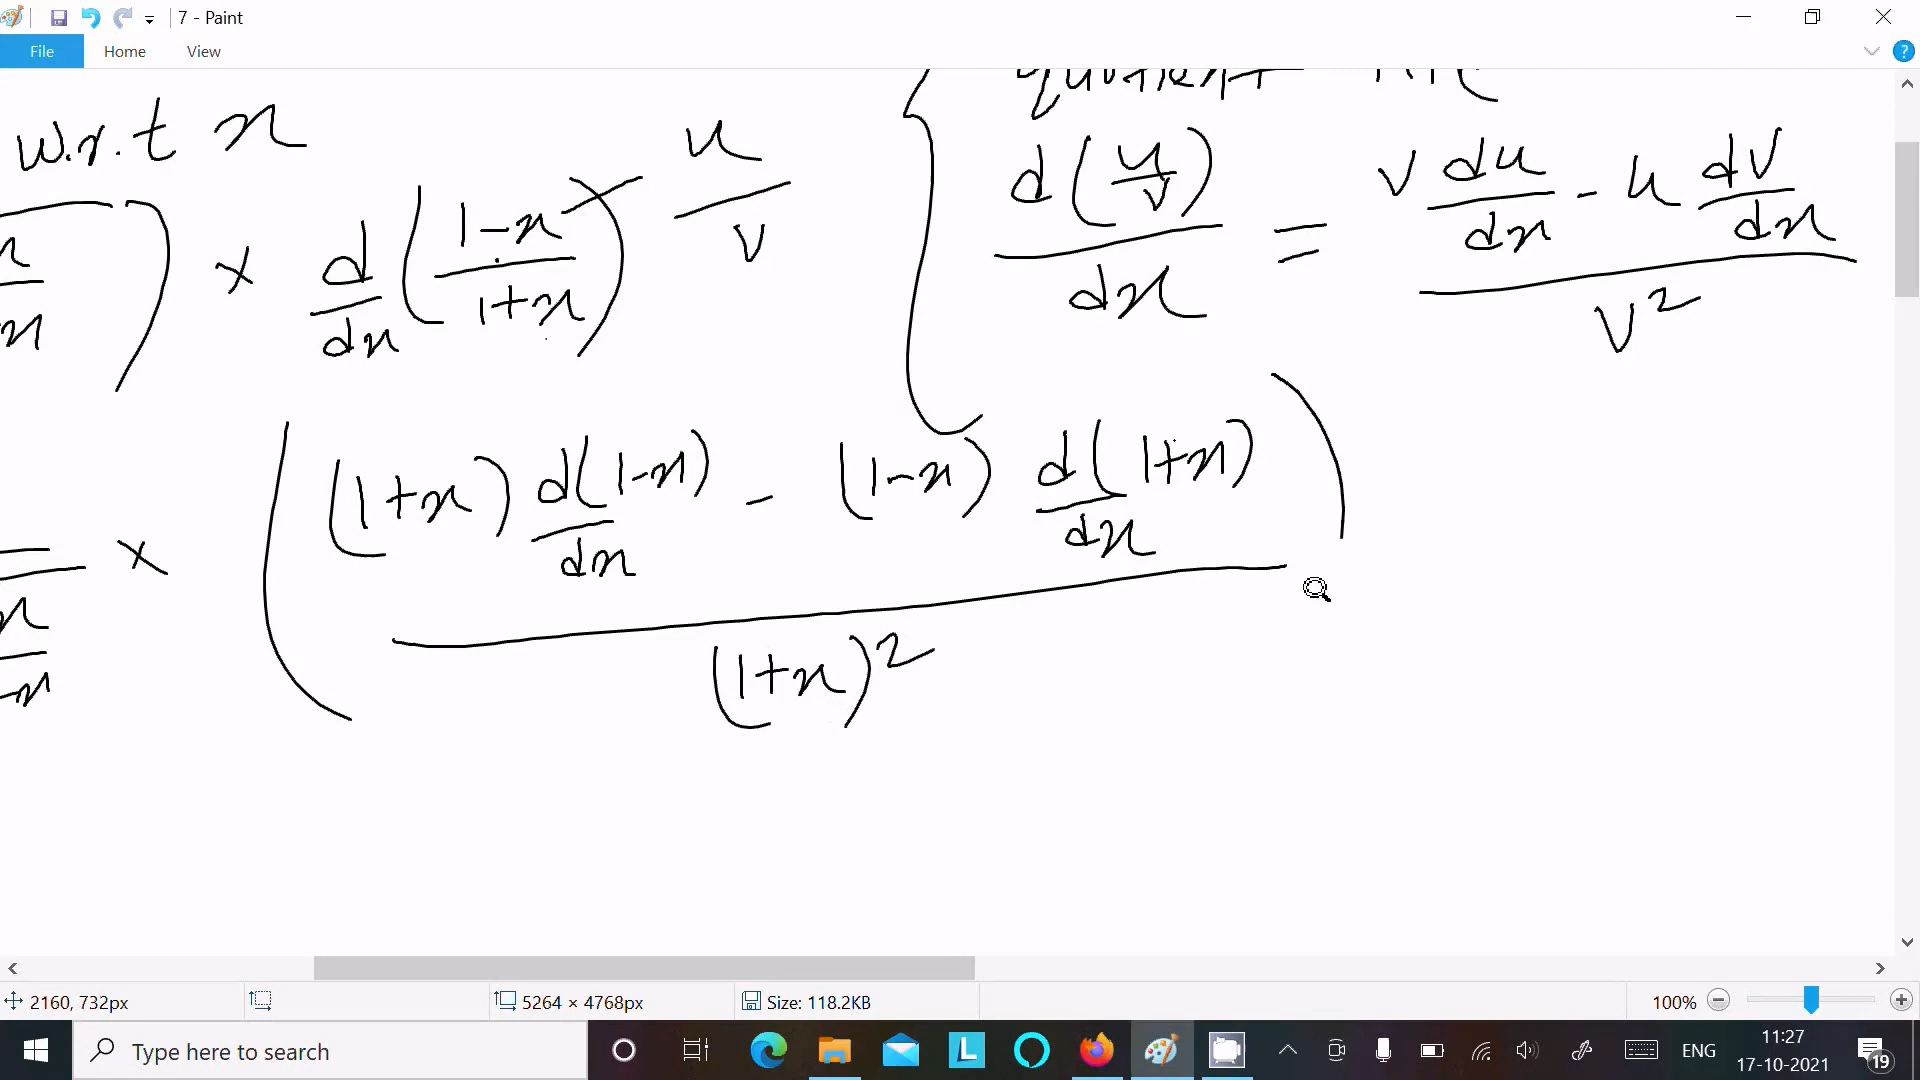 7 - Paint
File Home View
quotient
w.r.t x
d/dx ((1-x)/(1+x)) u/v
d(u/v)/dx = (v du/dx - u dv/dx)/v²
x
× ((1+x) d(1-x)/dx - (1-x) d(1+x)/dx)
(1+x)²
2160, 732px 5264 × 4768px Size: 118.2KB 100%
Type here to search ENG 11:27
17-10-2021 19